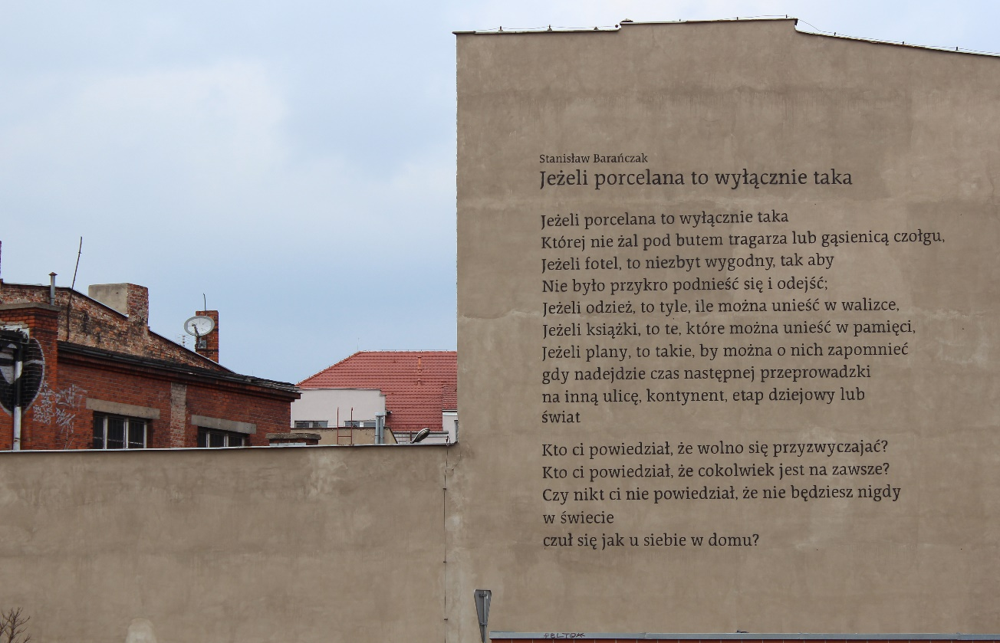 Stanisław Barańczak
Jeżeli porcelana to wyłącznie taka
Jeżeli porcelana to wyłącznie taka
Której nie żal pod butem tragarza lub gąsienicą czołgu,
Jeżeli fotel, to niezbyt wygodny, tak aby
Nie było przykro podnieść się i odejść;
Jeżeli odzież, to tyle, ile można unieść w walizce,
Jeżeli książki, to te, które można unieść w pamięci,
Jeżeli plany, to takie, by można o nich zapomnieć
gdy nadejdzie czas następnej przeprowadzki
na inną ulicę, kontynent, etap dziejowy lub
świat
Kto ci powiedział, że wolno się przyzwyczajać?
Kto ci powiedział, że cokolwiek jest na zawsze?
Czy nikt ci nie powiedział, że nie będziesz nigdy
w świecie
czuł się jak u siebie w domu?